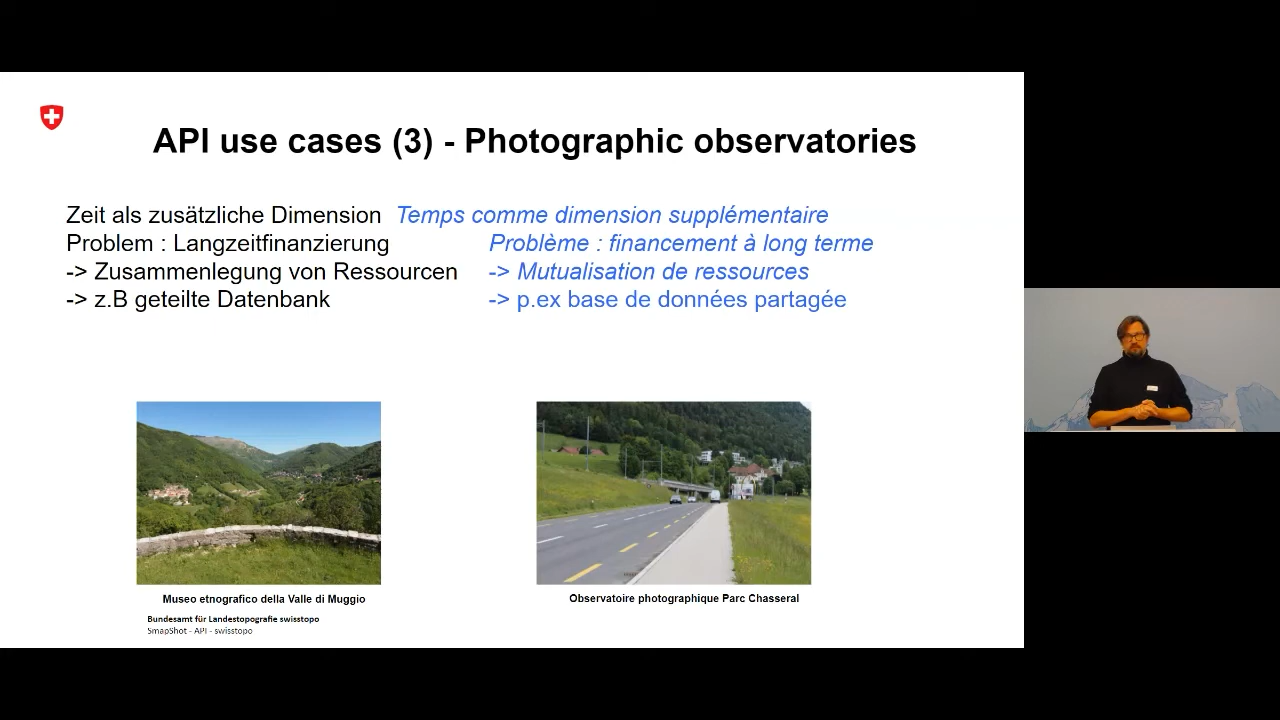 API use cases (3) - Photographic observatories
Zeit als zusätzliche Dimension Temps comme dimension supplémentaire
Problem : Langzeitfinanzierung Problème : financement à long terme
-> Zusammenlegung von Ressourcen -> Mutualisation de ressources
-> z.B geteilte Datenbank -> p.ex base de données partagée
Museo etnografico della Valle di Muggio
Observatoire photographique Parc Chasseral
Bundesamt für Landestopografie swisstopo
SmapShot - API - swisstopo